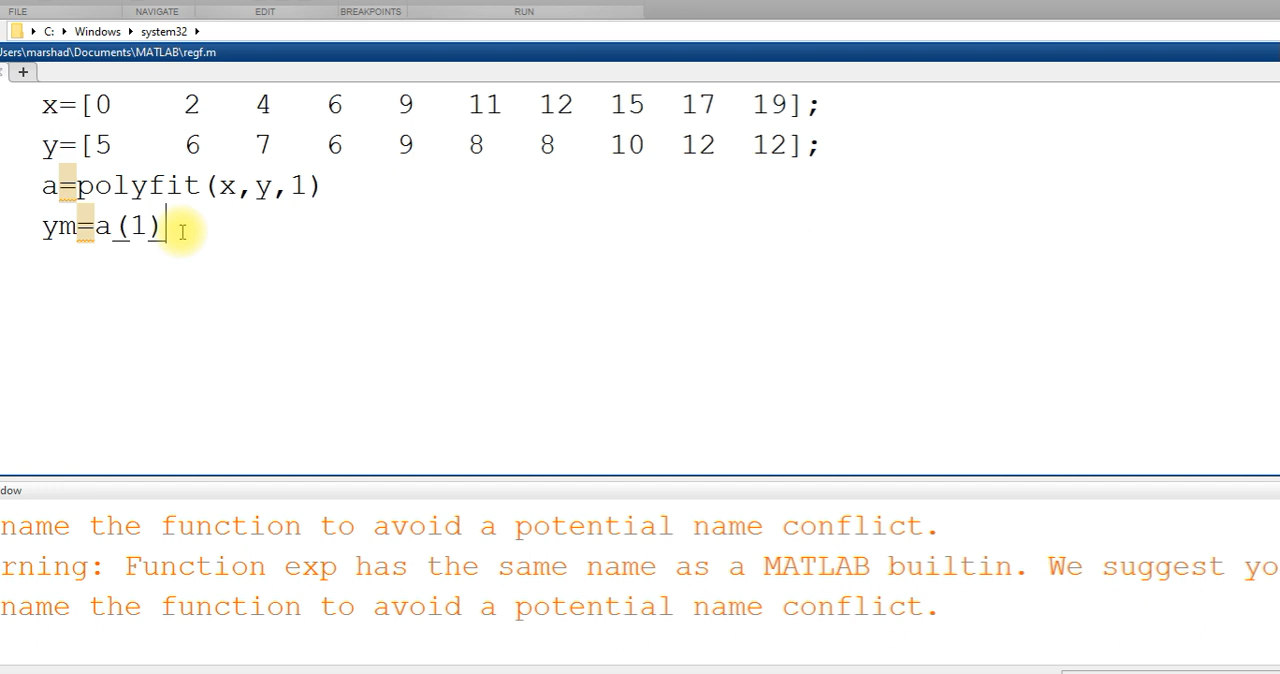 FILE NAVIGATE EDIT BREAKPOINTS RUN
C: Windows system32
sers\marshad\Documents\MATLAB\regf.m
+
x=[0 2 4 6 9 11 12 15 17 19];
y=[5 6 7 6 9 8 8 10 12 12];
a=polyfit(x,y,1)
ym=a(1)
dow
name the function to avoid a potential name conflict.
rning: Function exp has the same name as a MATLAB builtin. We suggest yo
name the function to avoid a potential name conflict.